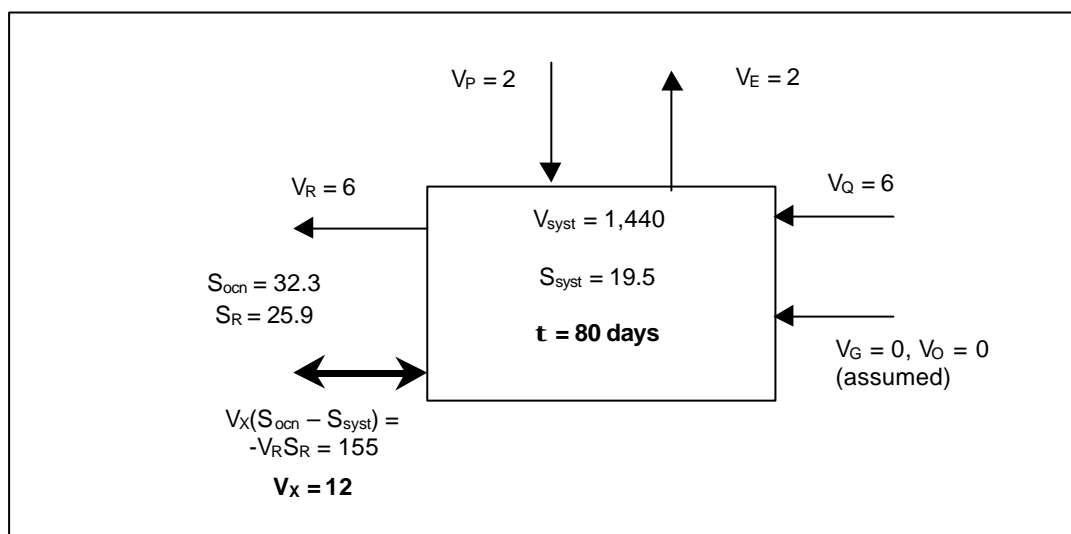 V_P = 2
V_E = 2
V_R = 6
V_Q = 6
V_syst = 1,440
S_syst = 19.5
S_ocn = 32.3
S_R = 25.9
t = 80 days
V_G = 0, V_O = 0
(assumed)
V_X(S_ocn – S_syst) =
-V_RS_R = 155
V_X = 12